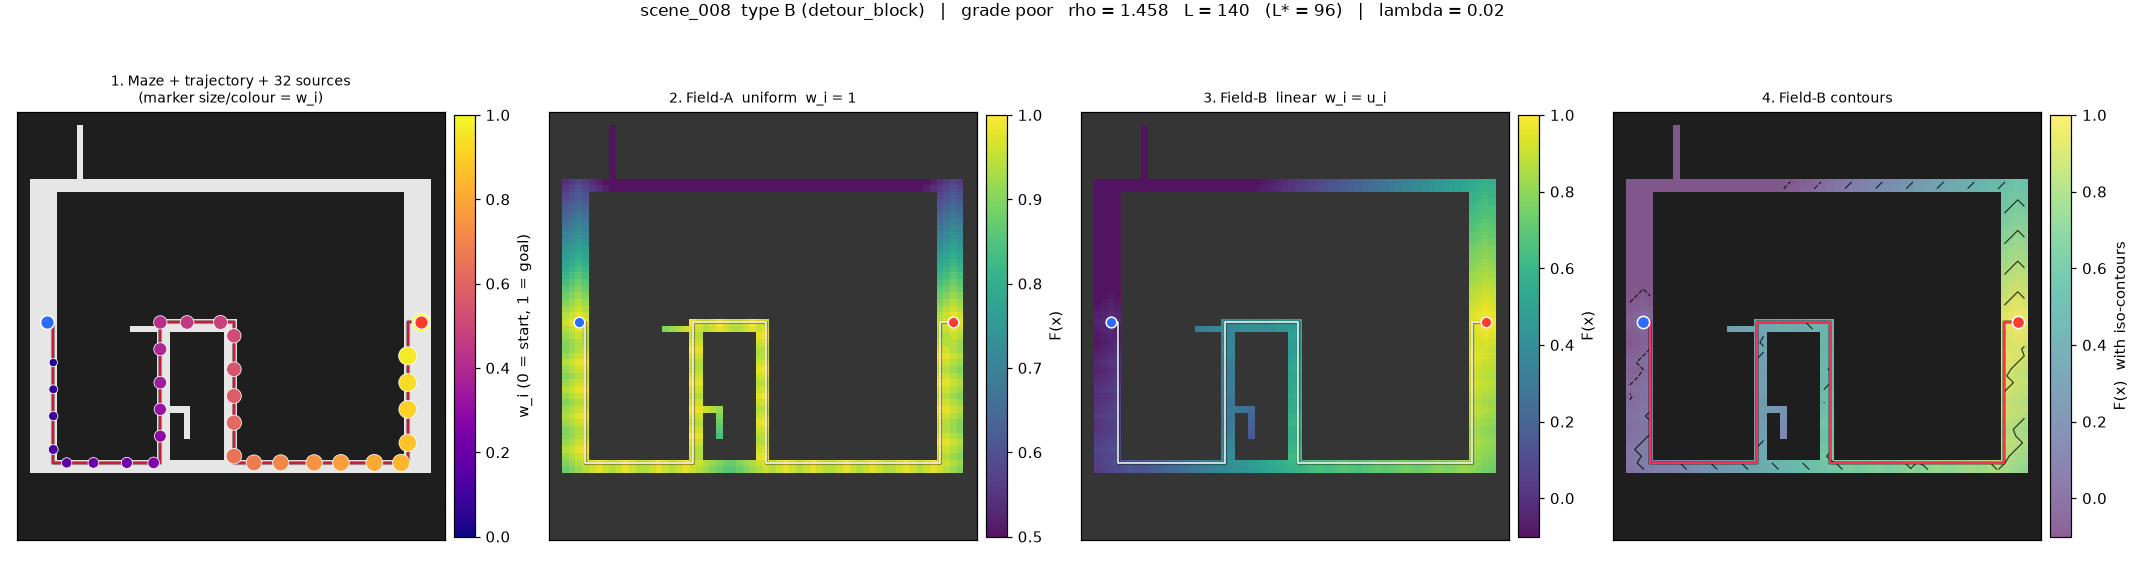 scene_008  type B (detour_block)   |   grade poor   rho = 1.458   L = 140   (L* = 96)   |   lambda = 0.02
1. Maze + trajectory + 32 sources
(marker size/colour = w_i)
1.0
0.8
0.6
0.4
0.2
0.0
w_i (0 = start, 1 = goal)
2. Field-A  uniform  w_i = 1
1.0
0.9
0.8
0.7
0.6
0.5
F(x)
3. Field-B  linear  w_i = u_i
1.0
0.8
0.6
0.4
0.2
0.0
F(x)
4. Field-B contours
1.0
0.8
0.6
0.4
0.2
0.0
F(x)  with iso-contours